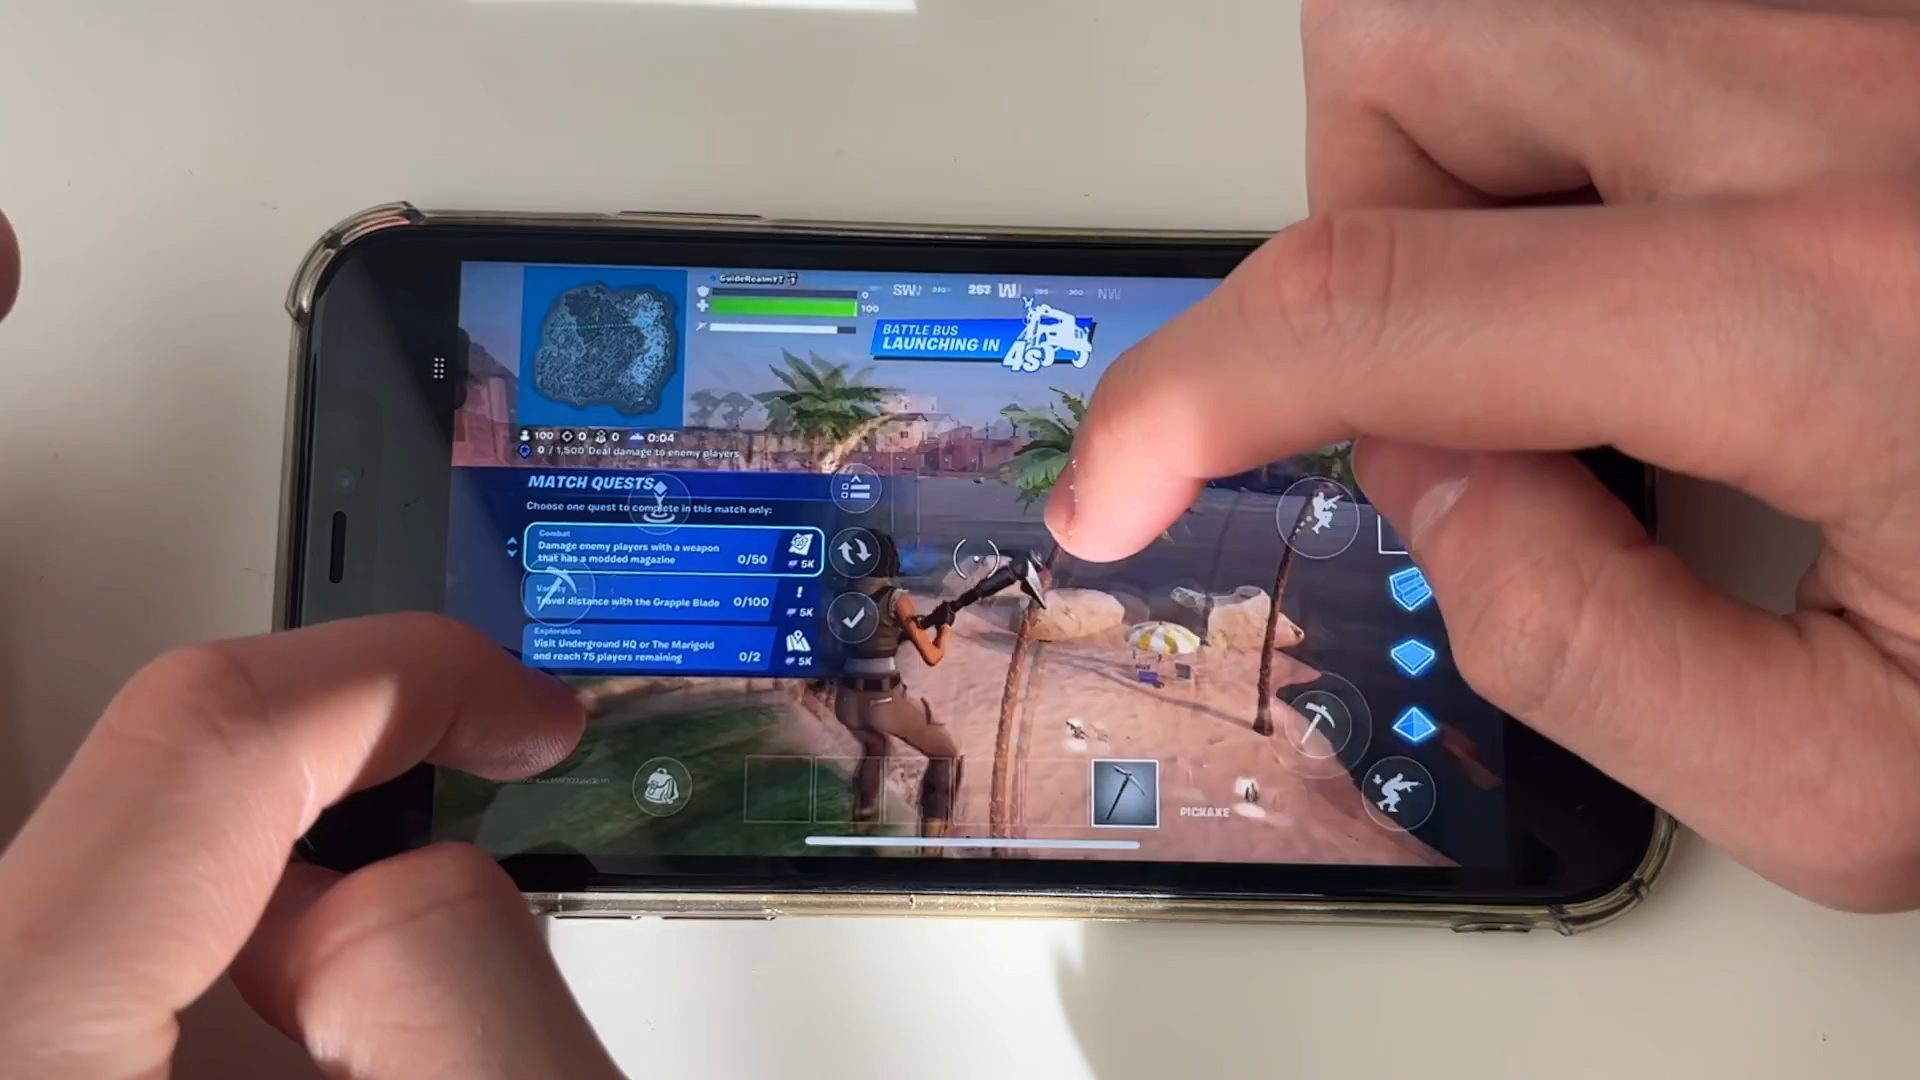 GuideRealmYT
0
100
SW
263
W
300
NW
BATTLE BUS
LAUNCHING IN
4s
100 0 0 0:04
0 / 1,500 Deal damage to enemy players
MATCH QUESTS
Choose one quest to complete in this match only:
Combat
Damage enemy players with a weapon
that has a modded magazine
0/50
5K
Travel distance with the Grapple Blade
0/100
5K
Exploration
Visit Underground HQ or The Marigold
and reach 75 players remaining
0/2
5K
PICKAXE